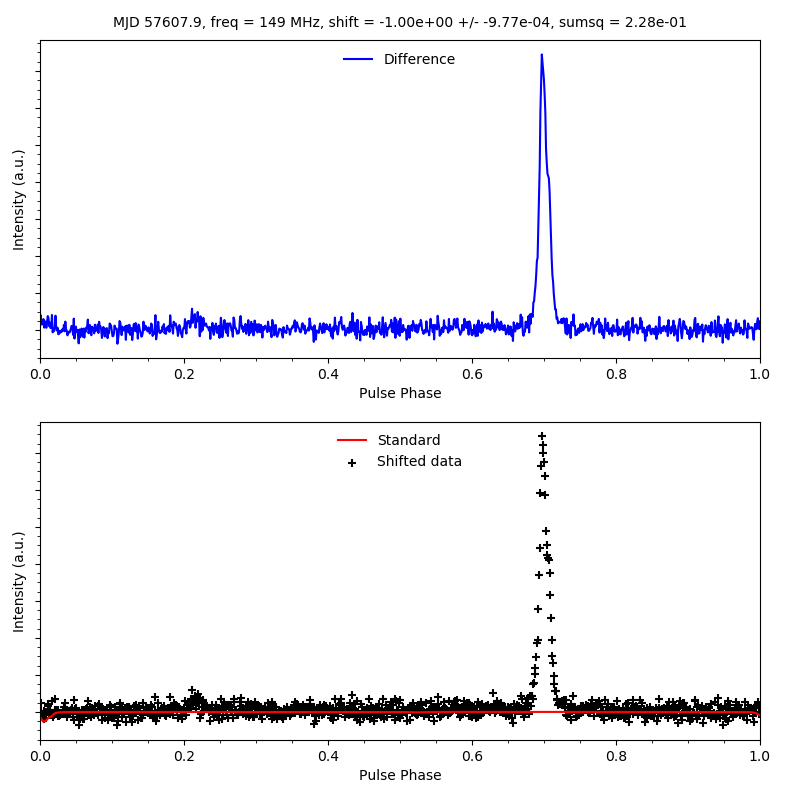 MJD 57607.9, freq = 149 MHz, shift = -1.00e+00 +/- -9.77e-04, sumsq = 2.28e-01
Difference
Intensity (a.u.)
0.0 0.2 0.4 0.6 0.8 1.0
Pulse Phase
Standard
Shifted data
Intensity (a.u.)
0.0 0.2 0.4 0.6 0.8 1.0
Pulse Phase